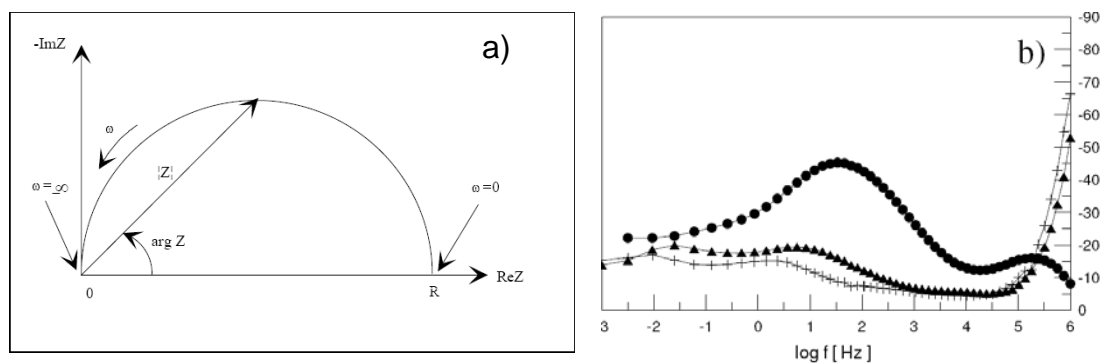 a)
-ImZ
ω
|Z|
ω=∞
ω=0
arg Z
0
R
ReZ
b)
-90
-80
-70
-60
-50
-40
-30
-20
-10
0
3 -2 -1 0 1 2 3 4 5 6
log f [ Hz ]